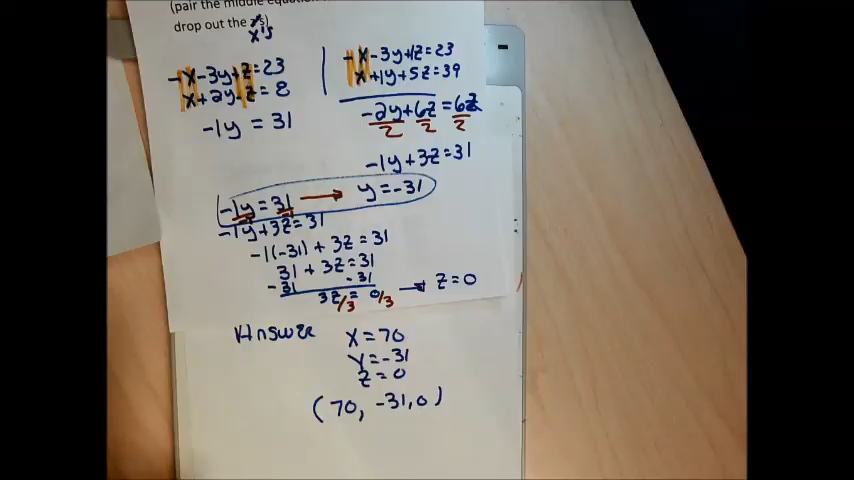 (pair the middle equation
drop out the y's)
x's
-x-3y+z=23
x+2y-z=8
-1y=31
-x-3y+1z=23
x+1y+5z=39
-2y+6z=62
2 2 2
-1y+3z=31
-1y=31 → y=-31
-1y+3z=31
-1(-31)+3z=31
31+3z=31
-31 -31
3z/3=0/3 → z=0
Answer x=70
y=-31
z=0
(70,-31,0)